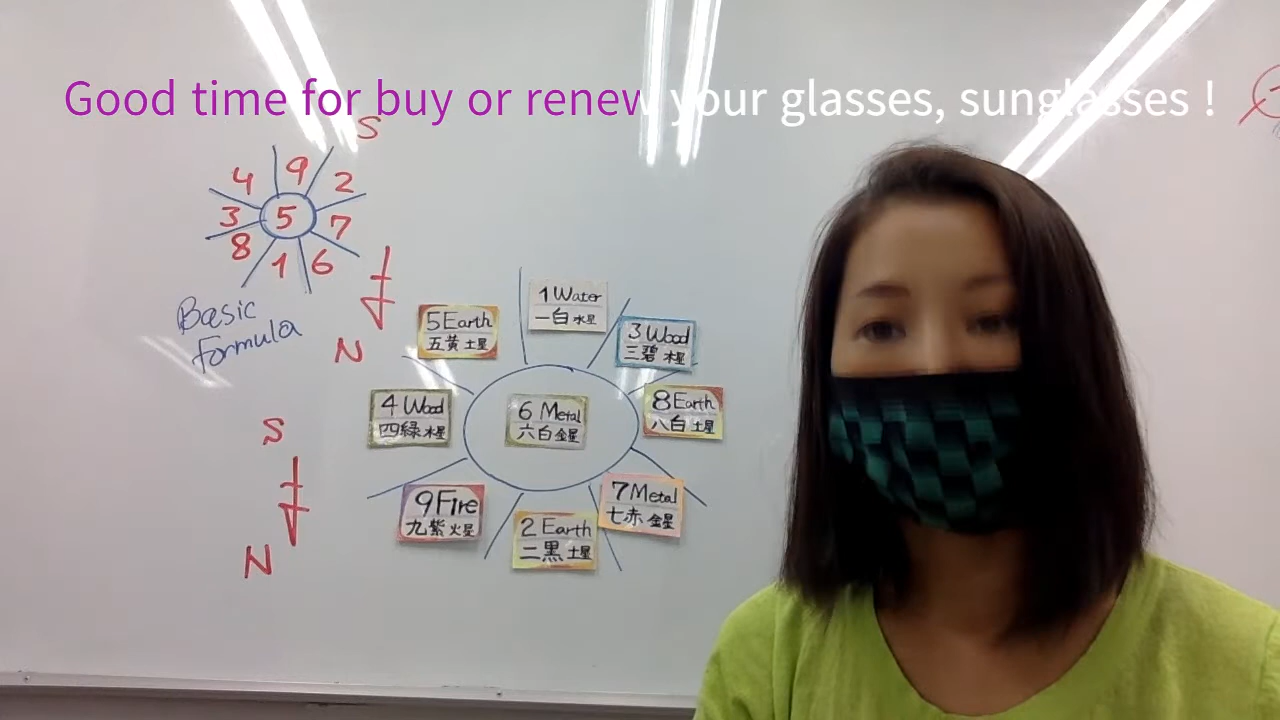 Good time for buy or renew your glasses, sunglasses !
S
4 9 2
3 5 7
8 1 6
N
Basic
formula
S
N
1 Water
一白 水星
5 Earth
五黄 土星
3 Wood
三碧 木星
4 Wood
四緑 木星
6 Metal
六白 金星
8 Earth
八白 土星
9 Fire
九紫 火星
7 Metal
七赤 金星
2 Earth
二黒 土星